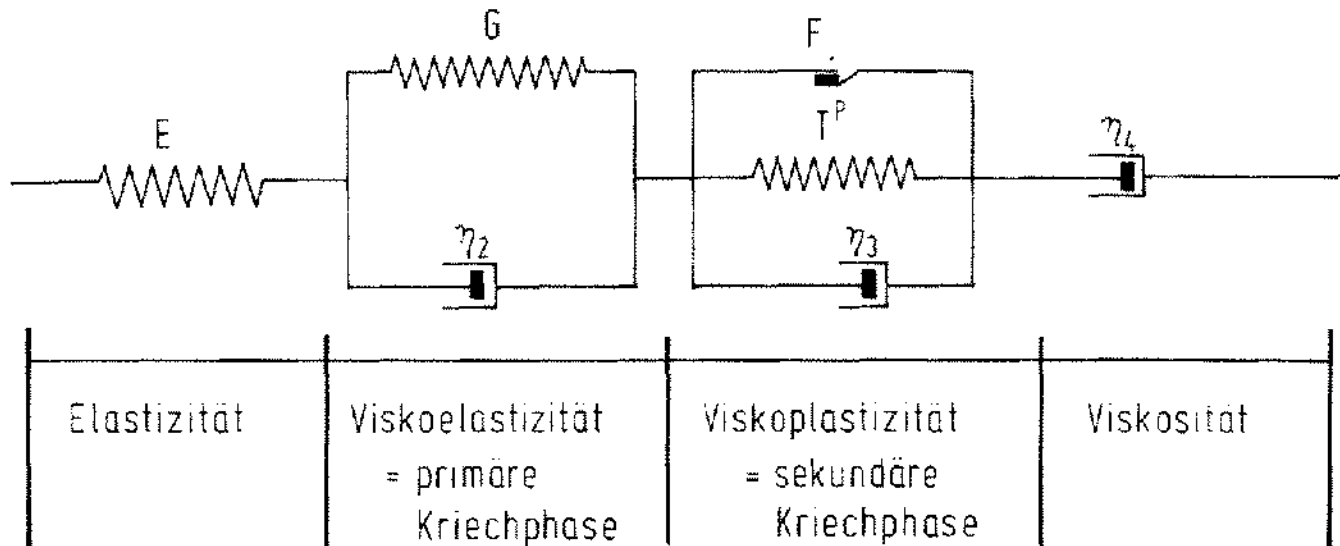 G
F
E
T^P
η4
η2
η3
Elastizität
Viskoelastizität
= primäre
Kriechphase
Viskoplastizität
= sekundäre
Kriechphase
Viskosität